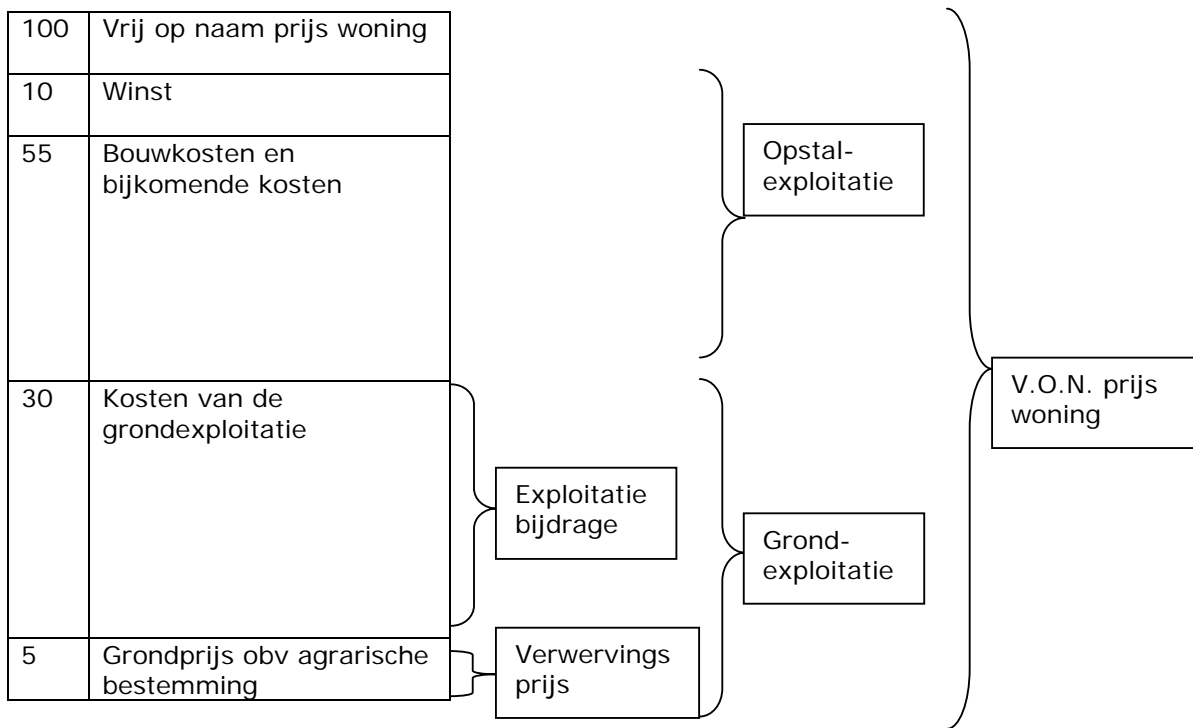 100 Vrij op naam prijs woning
10 Winst
55 Bouwkosten en
bijkomende kosten
30 Kosten van de
grondexploitatie
5 Grondprijs obv agrarische
bestemming
Exploitatie
bijdrage
Verwervings
prijs
Opstal-
exploitatie
Grond-
exploitatie
V.O.N. prijs
woning